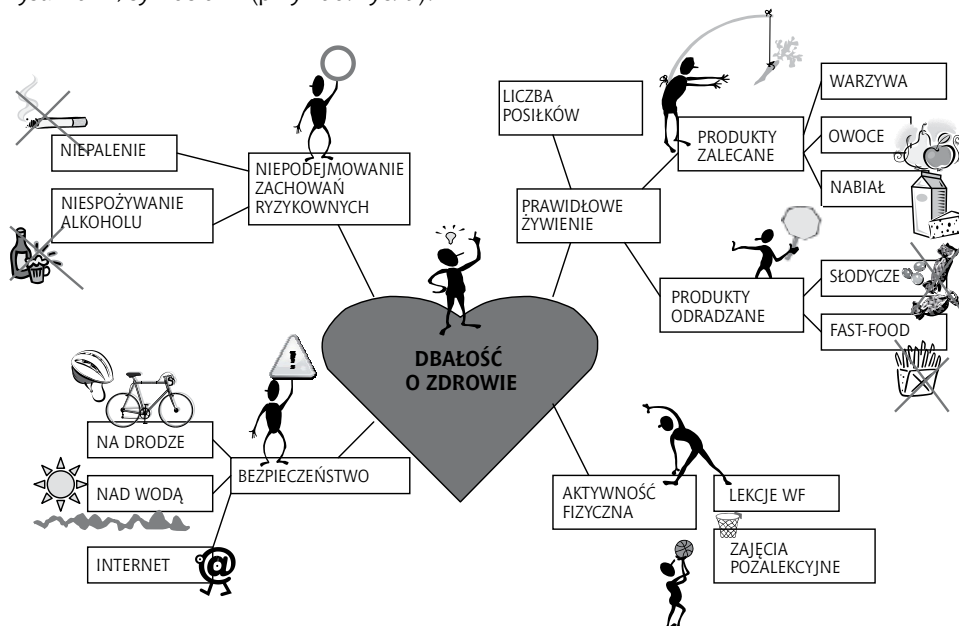 NIEPALENIE
NIESPOŻYWANIE
ALKOHOLU
NIEPODEJMOWANIE
ZACHOWAŃ
RYZYKOWNYCH
LICZBA
POSIŁKÓW
PRAWIDŁOWE
ŻYWIENIE
PRODUKTY
ZALECANE
WARZYWA
OWOCE
NABIAŁ
PRODUKTY
ODRADZANE
SŁODYCZE
FAST-FOOD
DBAŁOŚĆ
O ZDROWIE
NA DRODZE
NAD WODĄ
INTERNET
BEZPIECZEŃSTWO
AKTYWNOŚĆ
FIZYCZNA
LEKCJE WF
ZAJĘCIA
POZALEKCYJNE